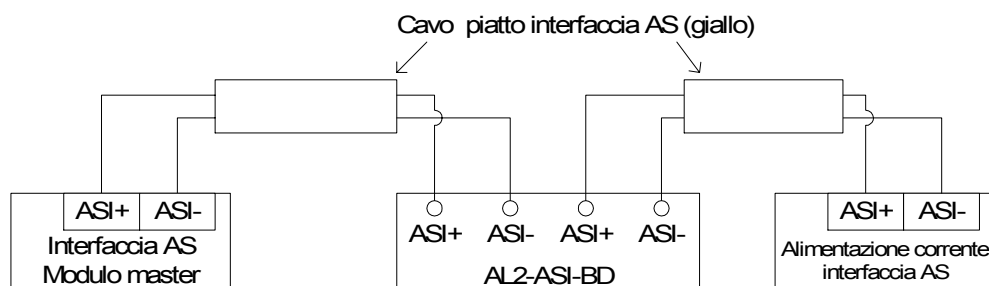 Cavo piatto interfaccia AS (giallo)
ASI+ ASI-
Interfaccia AS
Modulo master
ASI+ ASI- ASI+ ASI-
AL2-ASI-BD
ASI+ ASI-
Alimentazione corrente
interfaccia AS